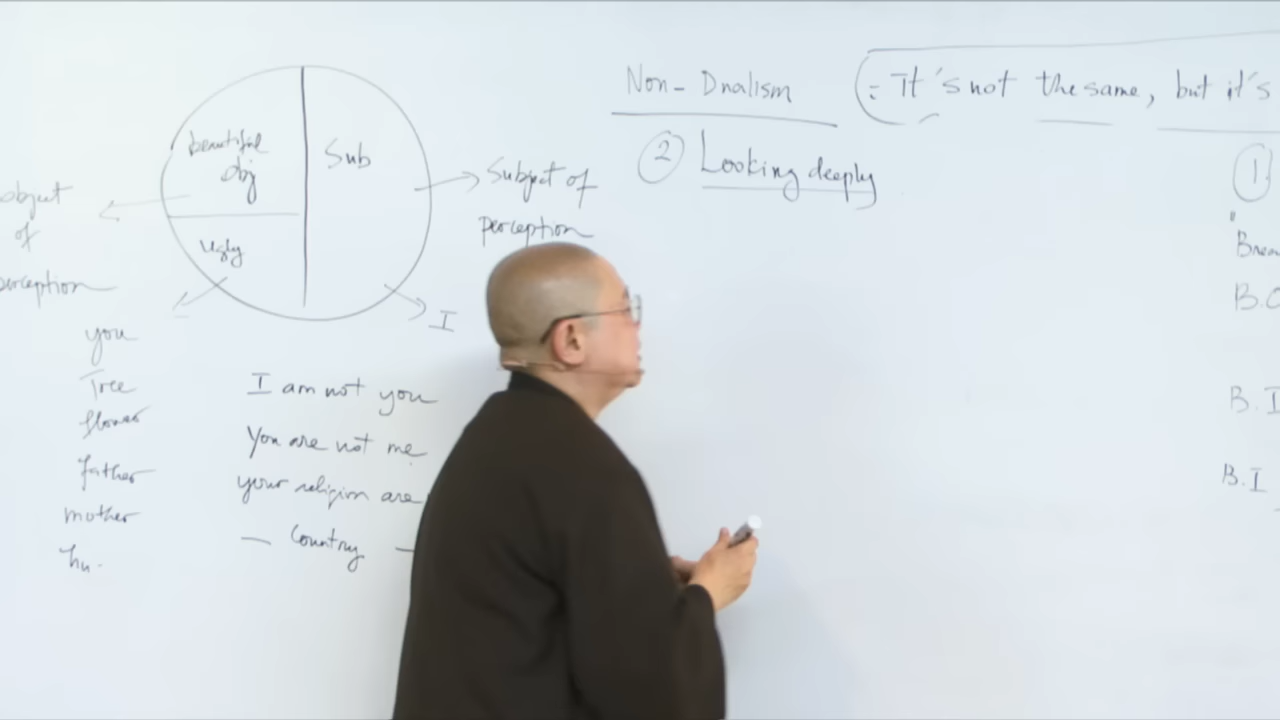 beautiful
obj
Sub
Ugly
object
of
perception
Subject of
perception
I
you
Tree
flower
father
mother
hu-
I am not you
You are not me
your religion are
— Country —
Non-Dualism
= It's not the same, but it's
② Looking deeply
①
B.I
B.I